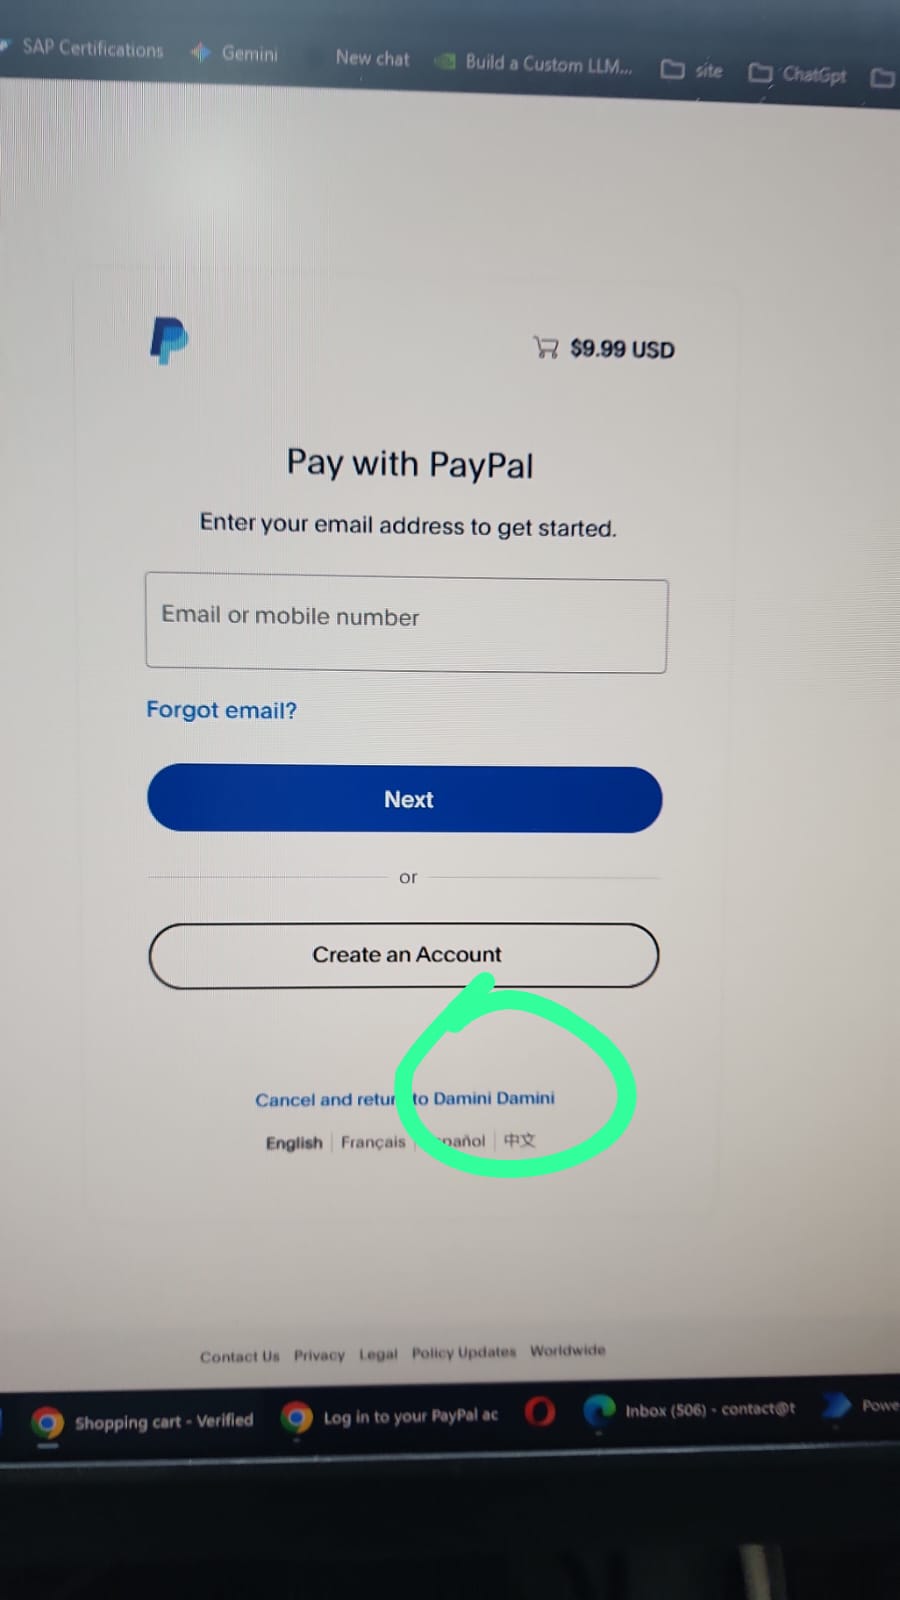 SAP Certifications Gemini New chat Build a Custom LLM... site ChatGpt
$9.99 USD
Pay with PayPal
Enter your email address to get started.
Email or mobile number
Forgot email?
Next
or
Create an Account
Cancel and retur to Damini Damini
English Français pañol 中文
Contact Us Privacy Legal Policy Updates Worldwide
Shopping cart - Verified Log in to your PayPal ac Inbox (506) - contact@t Powe